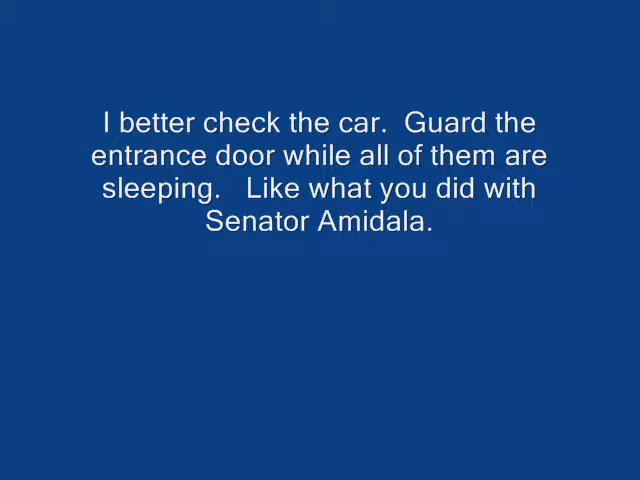 I better check the car.  Guard the
entrance door while all of them are
sleeping.   Like what you did with
Senator Amidala.